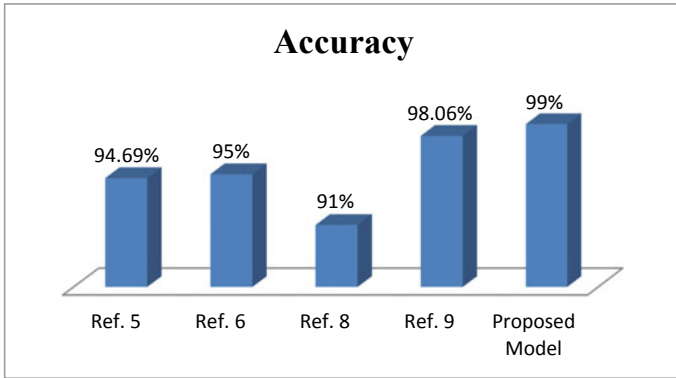 Accuracy
94.69%
95%
91%
98.06%
99%
Ref. 5
Ref. 6
Ref. 8
Ref. 9
Proposed
Model